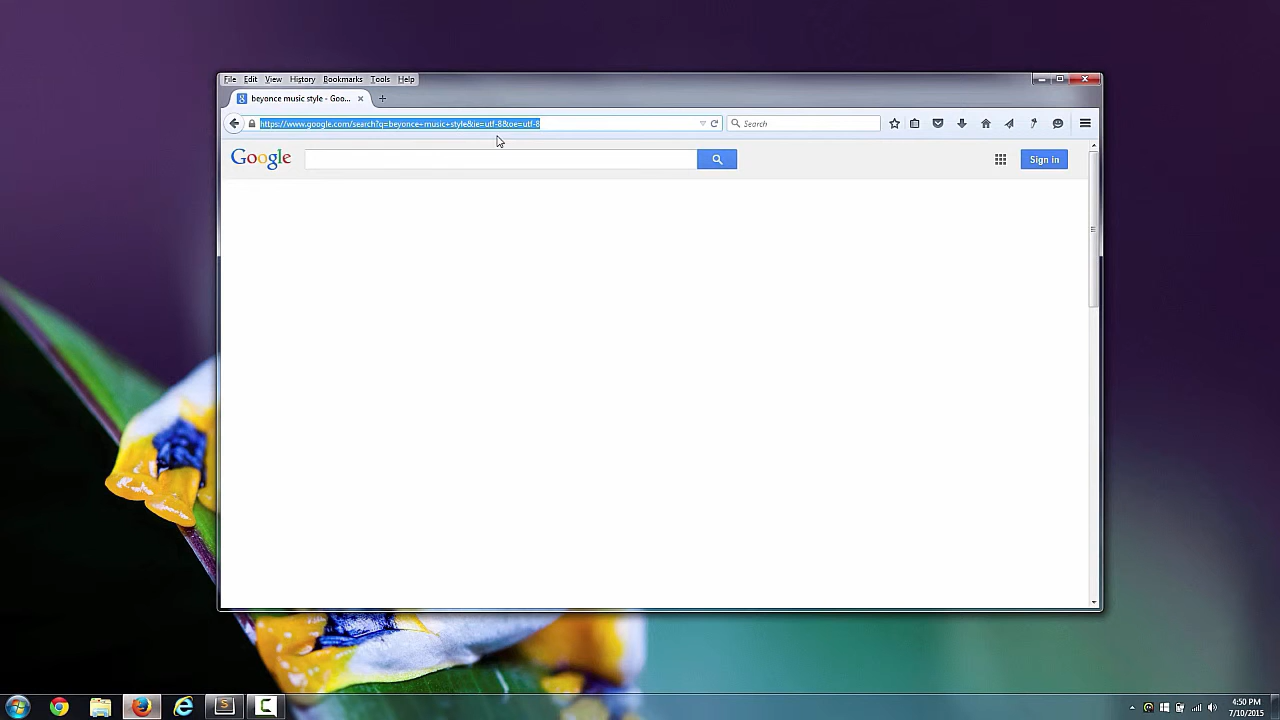 File Edit View History Bookmarks Tools Help
beyonce music style - Goo...
https://www.google.com/search?q=beyonce+music+style&ie=utf-8&oe=utf-8
Search
Google
Sign in
4:50 PM
7/10/2015